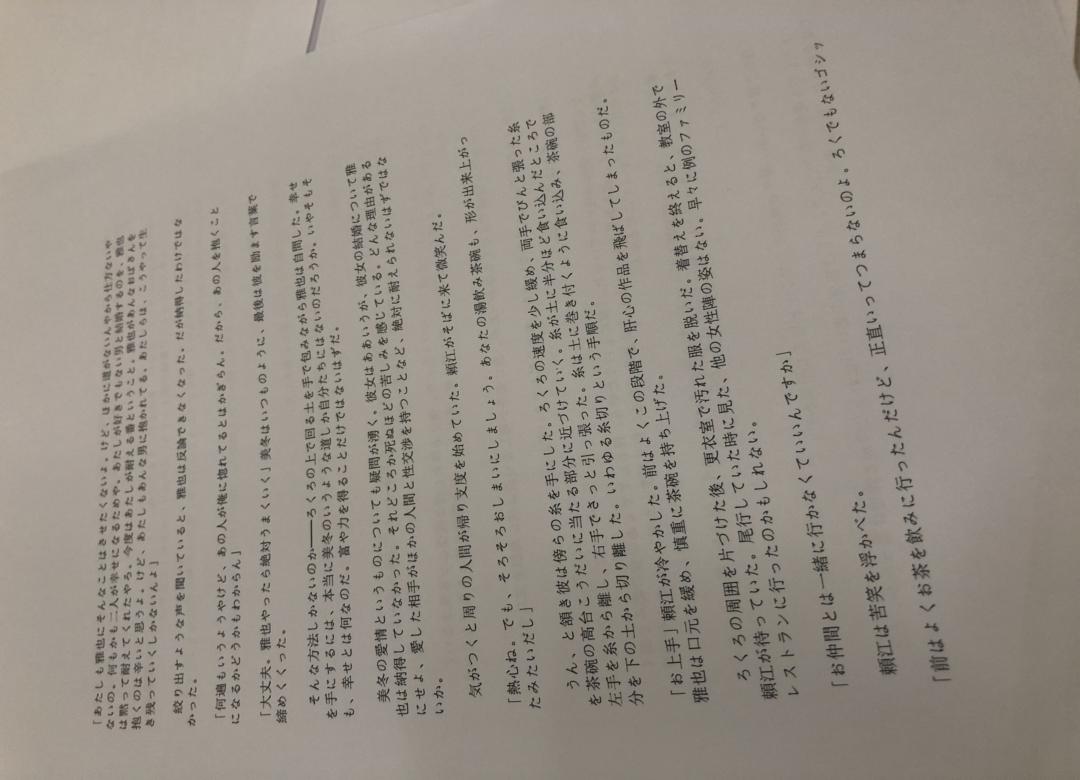 「あたしも雅也にそんなことはさせたくないよ。けど、ほかに道がないんやから仕方ないや
ないの。何もかも二人が幸せになるためや。あたしが好きでもない男と結婚するのを、雅也
は黙って耐えてくれたやろ。今度はあたしが耐える番ということ。雅也があんなおばさんを
抱くのは辛いと思うよ。けど、あたしもあんな男に抱かれてる。あたしらは、こうやって生
き残っていくしかないんよ」
絞り出すような声を聞いていると、雅也は反論できなくなった。だが納得したわけではな
かった。
「何遍もいうようやけど、あの人が俺に惚れてるとはかぎらん。だから、あの人を抱くこと
になるかどうかもわからん」
「大丈夫。雅也やったら絶対うまくいく」美冬はいつものように、最後は彼を励ます言葉で
締めくくった。
そんな方法しかないのか――ろくろの上で回る土を手で包みながら雅也は自問した。幸せ
を手にするには、本当に美冬のいうような道しか自分たちにはないのだろうか。いやそもそ
も、幸せとは何なのだ。富や力を得ることだけではないはずだ。
美冬の愛情というものについても疑問が湧く。彼女はああいうが、彼女の結婚について雅
也は納得していなかった。それどころか死ぬほどの苦しみを感じている。どんな理由がある
にせよ、愛した相手がほかの人間と性交渉を持つことなど、絶対に耐えられないはずではな
いか。
気がつくと周りの人間が帰り支度を始めていた。頼江がそばに来て微笑んだ。
「熱心ね。でも、そろそろおしまいにしましょう。あなたの湯飲み茶碗も、形が出来上がっ
たみたいだし」
うん、と頷き彼は傍らの糸を手にした。ろくろの速度を少し緩め、両手でぴんと張った糸
を茶碗の高台こうだいに当たる部分に近づけていく。糸が土に半分ほど食い込んだところで
左手を糸から離し、右手でさっと引っ張った。糸は土に巻き付くように食い込み、茶碗の部
分を下の土から切り離した。いわゆる糸切りという手順だ。
「お上手」頼江が冷やかした。前はよくこの段階で、肝心の作品を飛ばしてしまったものだ。
雅也は口元を緩め、慎重に茶碗を持ち上げた。
ろくろの周囲を片づけた後、更衣室で汚れた服を脱いだ。着替えを終えると、教室の外で
頼江が待っていた。尾行していた時に見た、他の女性陣の姿はない。早々に例のファミリー
レストランに行ったのかもしれない。
「お仲間とは一緒に行かなくていいんですか」
頼江は苦笑を浮かべた。
「前はよくお茶を飲みに行ったんだけど、正直いってつまらないのよ。ろくでもないゴシッ